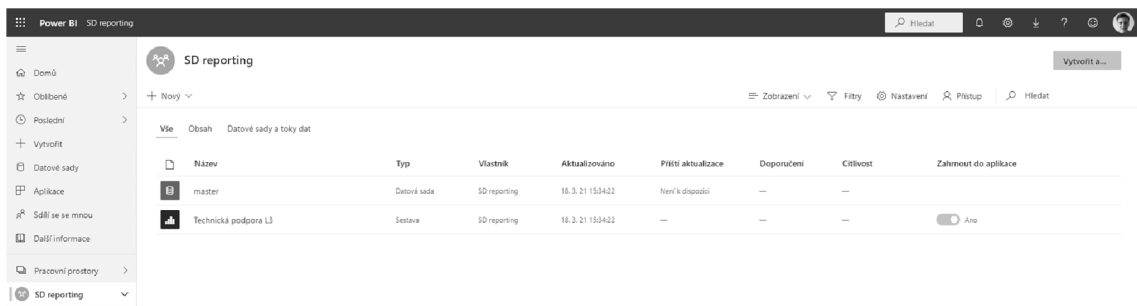 Power BI SD reporting Hledat ?
SD reporting Vytvořit a...
Domů
Oblíbené
Poslední
Vytvořit
Datové sady
Aplikace
Sdílí se se mnou
Další informace
Pracovní prostory
SD reporting
Nový Zobrazení Filtry Nastavení Přístup Hledat
Vše Obsah Datové sady a toky dat
Název Typ Vlastník Aktualizováno Příští aktualizace Doporučení Citlivost Zahrnout do aplikace
master Datová sada SD reporting 18. 3. 21 15:34:22 Není k dispozici — —
Technická podpora L3 Sestava SD reporting 18. 3. 21 15:34:22 — — — Ano